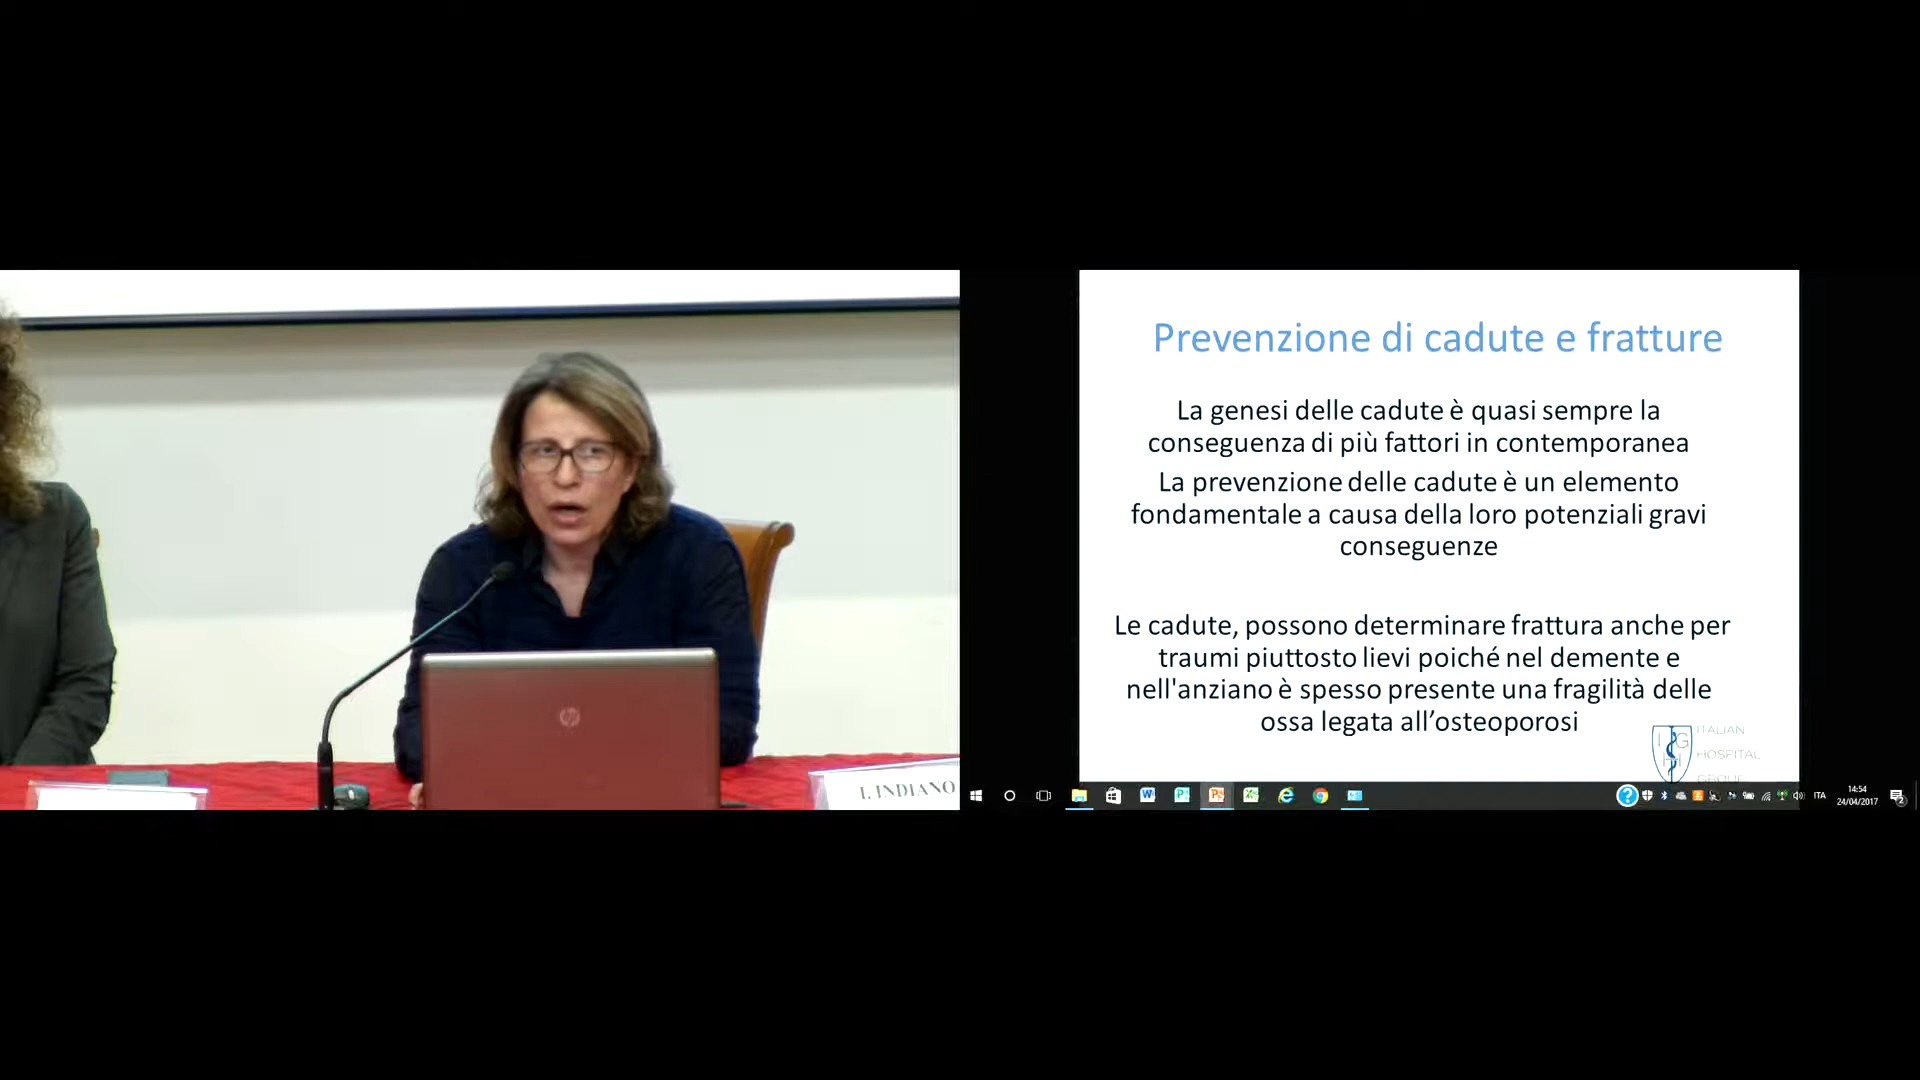 Prevenzione di cadute e fratture
La genesi delle cadute è quasi sempre la
conseguenza di più fattori in contemporanea
La prevenzione delle cadute è un elemento
fondamentale a causa della loro potenziali gravi
conseguenze
Le cadute, possono determinare frattura anche per
traumi piuttosto lievi poiché nel demente e
nell'anziano è spesso presente una fragilità delle
ossa legata all’osteoporosi
ITALIAN
HOSPITAL
GROUP
I. INDIANO
hp
ITA
14:54
24/04/2017
2